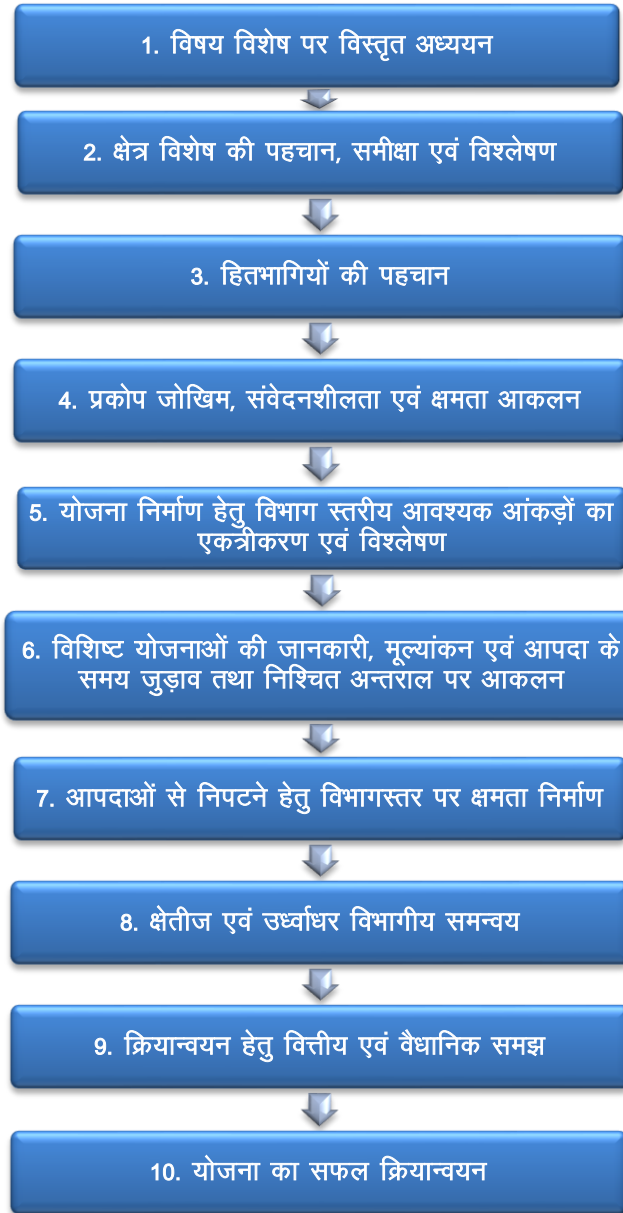 1. विषय विशेष पर विस्तृत अध्ययन
2. क्षेत्र विशेष की पहचान, समीक्षा एवं विश्लेषण
3. हितभागियों की पहचान
4. प्रकोप जोखिम, संवेदनशीलता एवं क्षमता आकलन
5. योजना निर्माण हेतु विभाग स्तरीय आवश्यक आंकड़ों का
एकत्रीकरण एवं विश्लेषण
6. विशिष्ट योजनाओं की जानकारी, मूल्यांकन एवं आपदा के
समय जुड़ाव तथा निश्चित अन्तराल पर आकलन
7. आपदाओं से निपटने हेतु विभागस्तर पर क्षमता निर्माण
8. क्षेतीज एवं उर्ध्वाधर विभागीय समन्वय
9. क्रियान्वयन हेतु वित्तीय एवं वैधानिक समझ
10. योजना का सफल क्रियान्वयन